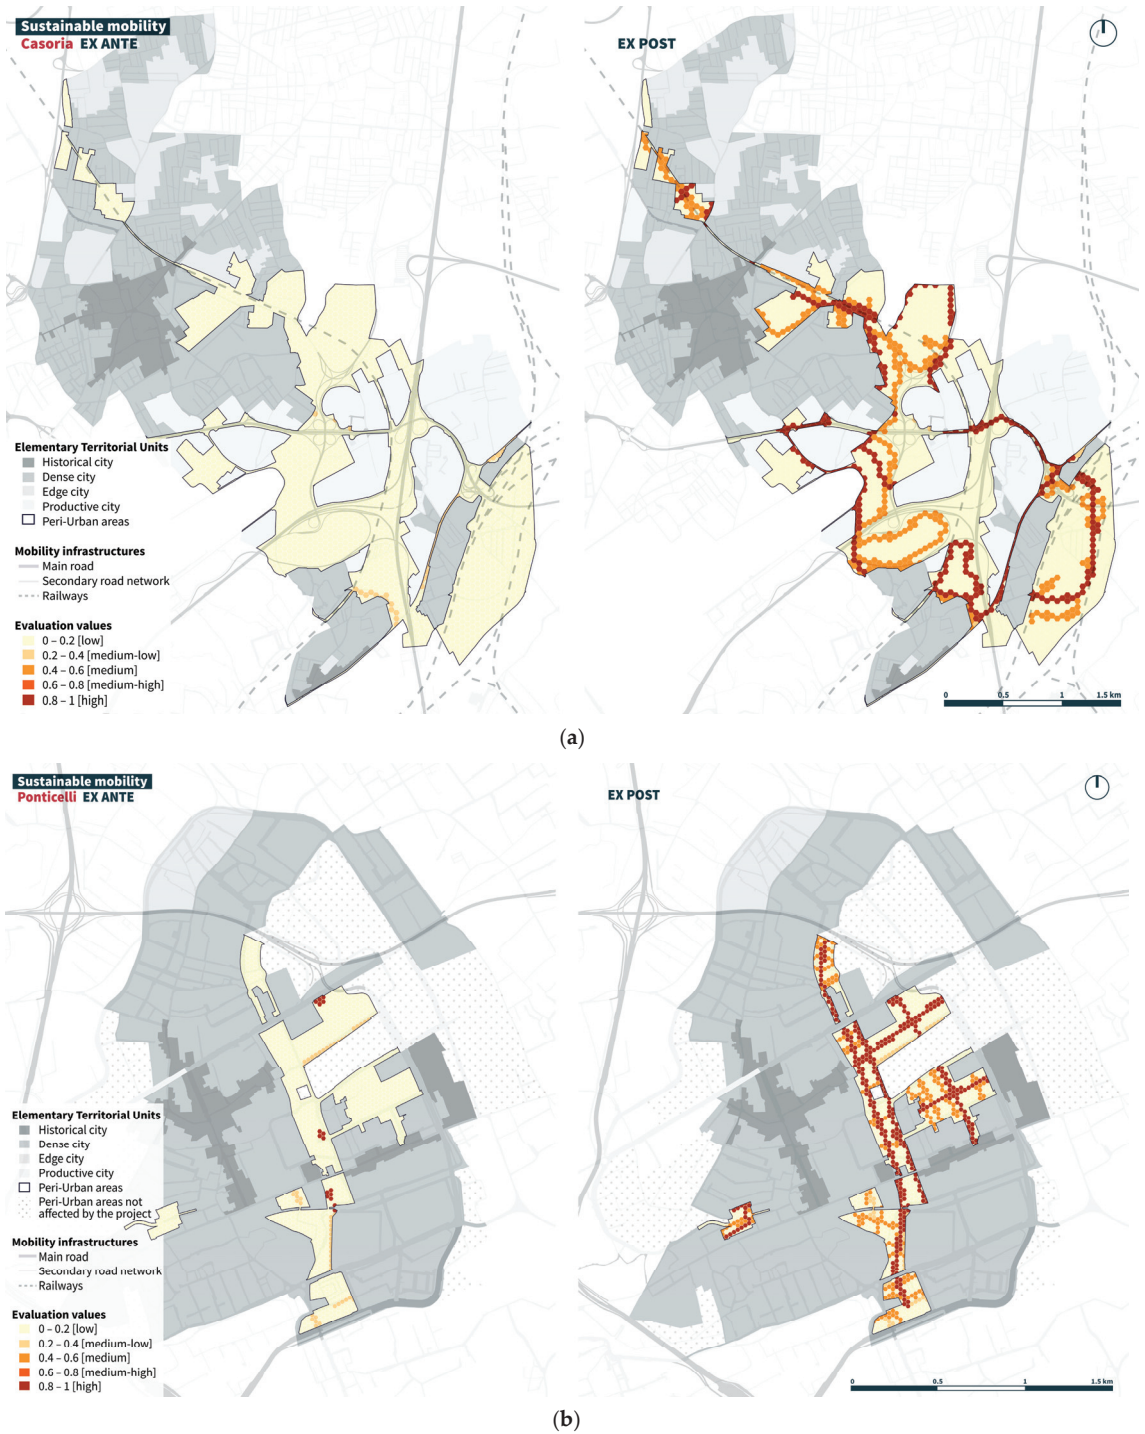 Sustainable mobility
Casoria EX ANTE
EX POST
Elementary Territorial Units
Historical city
Dense city
Edge city
Productive city
Peri-Urban areas
Mobility infrastructures
Main road
Secondary road network
Railways
Evaluation values
0 – 0.2 [low]
0.2 – 0.4 [medium-low]
0.4 – 0.6 [medium]
0.6 – 0.8 [medium-high]
0.8 – 1 [high]
0 0.5 1 1.5 km
(a)
Sustainable mobility
Ponticelli EX ANTE
EX POST
Elementary Territorial Units
Historical city
Dense city
Edge city
Productive city
Peri-Urban areas
Peri-Urban areas not
affected by the project
Mobility infrastructures
Main road
Secondary road network
Railways
Evaluation values
0 – 0.2 [low]
0.2 – 0.4 [medium-low]
0.4 – 0.6 [medium]
0.6 – 0.8 [medium-high]
0.8 – 1 [high]
0 0.5 1 1.5 km
(b)